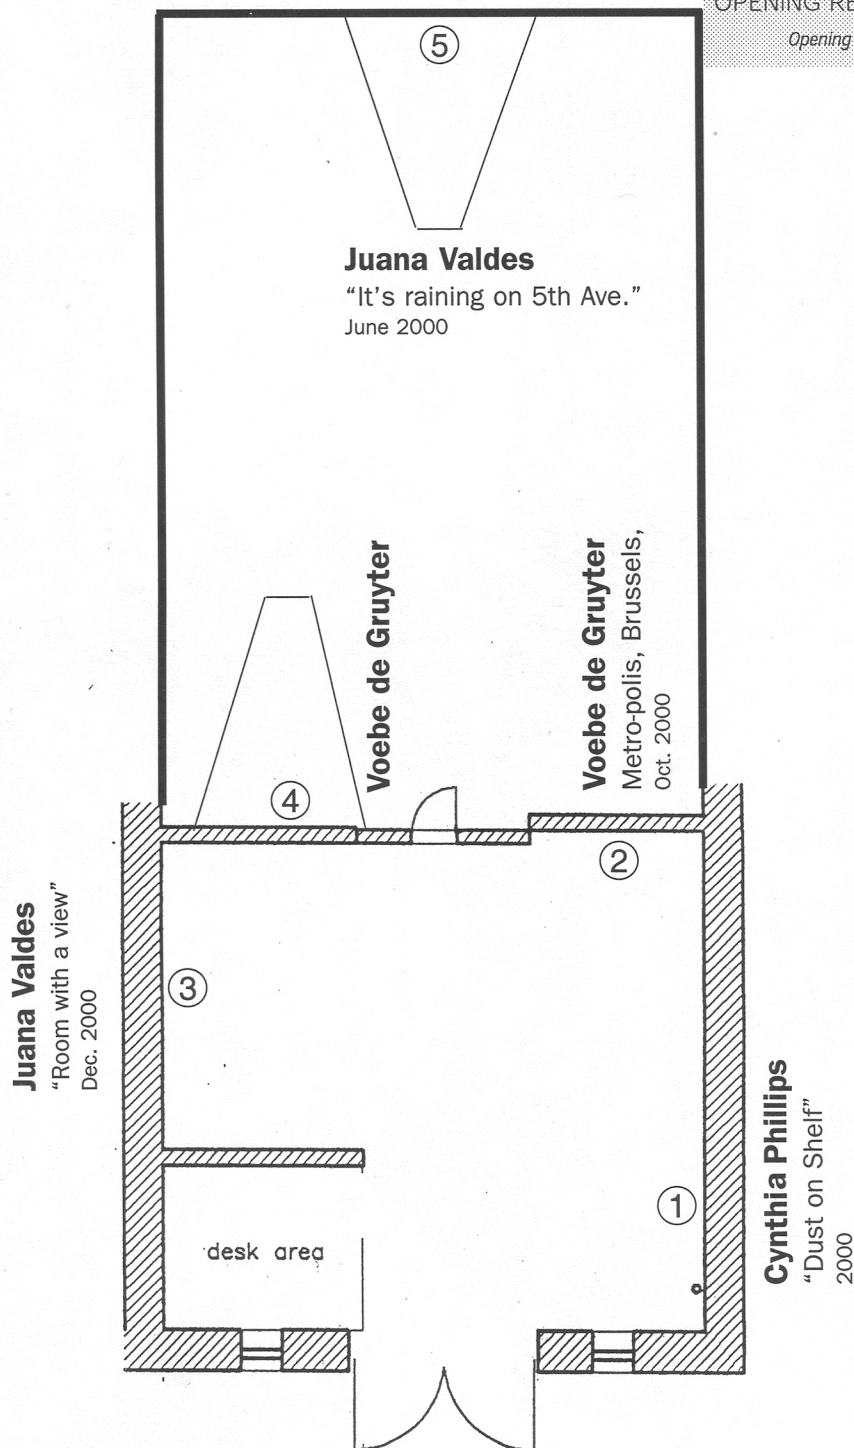 OPENING RE
Opening
5
Juana Valdes
“It’s raining on 5th Ave.”
June 2000
Voebe de Gruyter
Voebe de Gruyter
Metro-polis, Brussels,
Oct. 2000
4
2
Juana Valdes
“Room with a view”
Dec. 2000
3
Cynthia Phillips
“Dust on Shelf”
2000
1
desk area